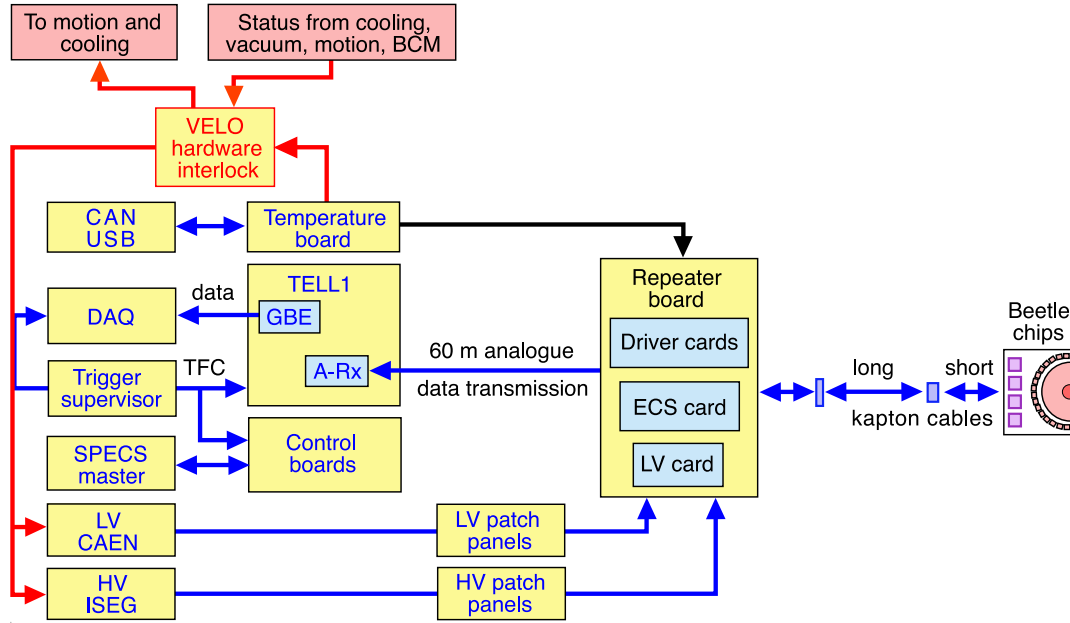 To motion and
cooling
Status from cooling,
vacuum, motion, BCM
VELO
hardware
interlock
CAN
USB
Temperature
board
TELL1
GBE
A-Rx
data
DAQ
Trigger
supervisor
TFC
SPECS
master
Control
boards
LV
CAEN
LV patch
panels
HV
ISEG
HV patch
panels
60 m analogue
data transmission
Repeater
board
Driver cards
ECS card
LV card
long
short
kapton cables
Beetle
chips